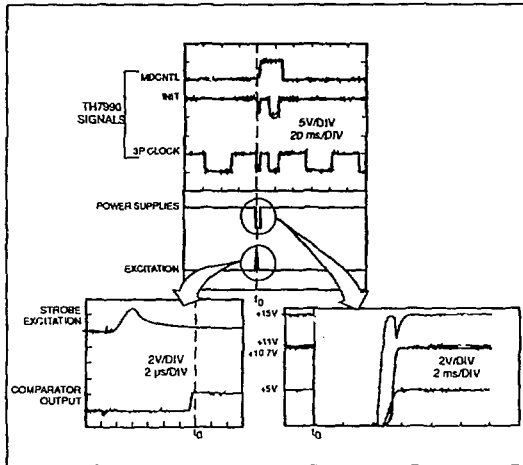 MDCNTL
INIT
TH7990
SIGNALS
5V/DIV
20 ms/DIV
3P CLOCK
POWER SUPPLIES
EXCITATION
t0
STROBE
EXCITATION
2V/DIV
2 µs/DIV
COMPARATOR
OUTPUT
t0
+15V
+11V
+10.7V
+5V
2V/DIV
2 ms/DIV
t0